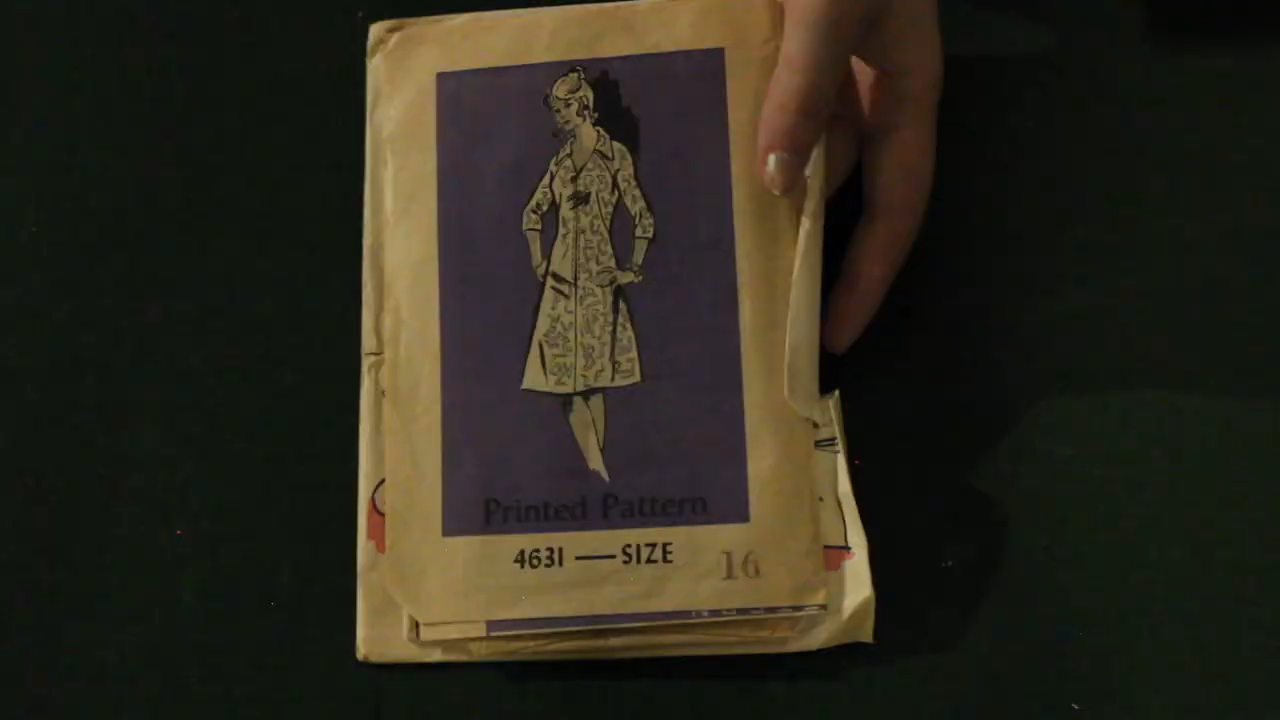 Printed Pattern
4631 — SIZE 16